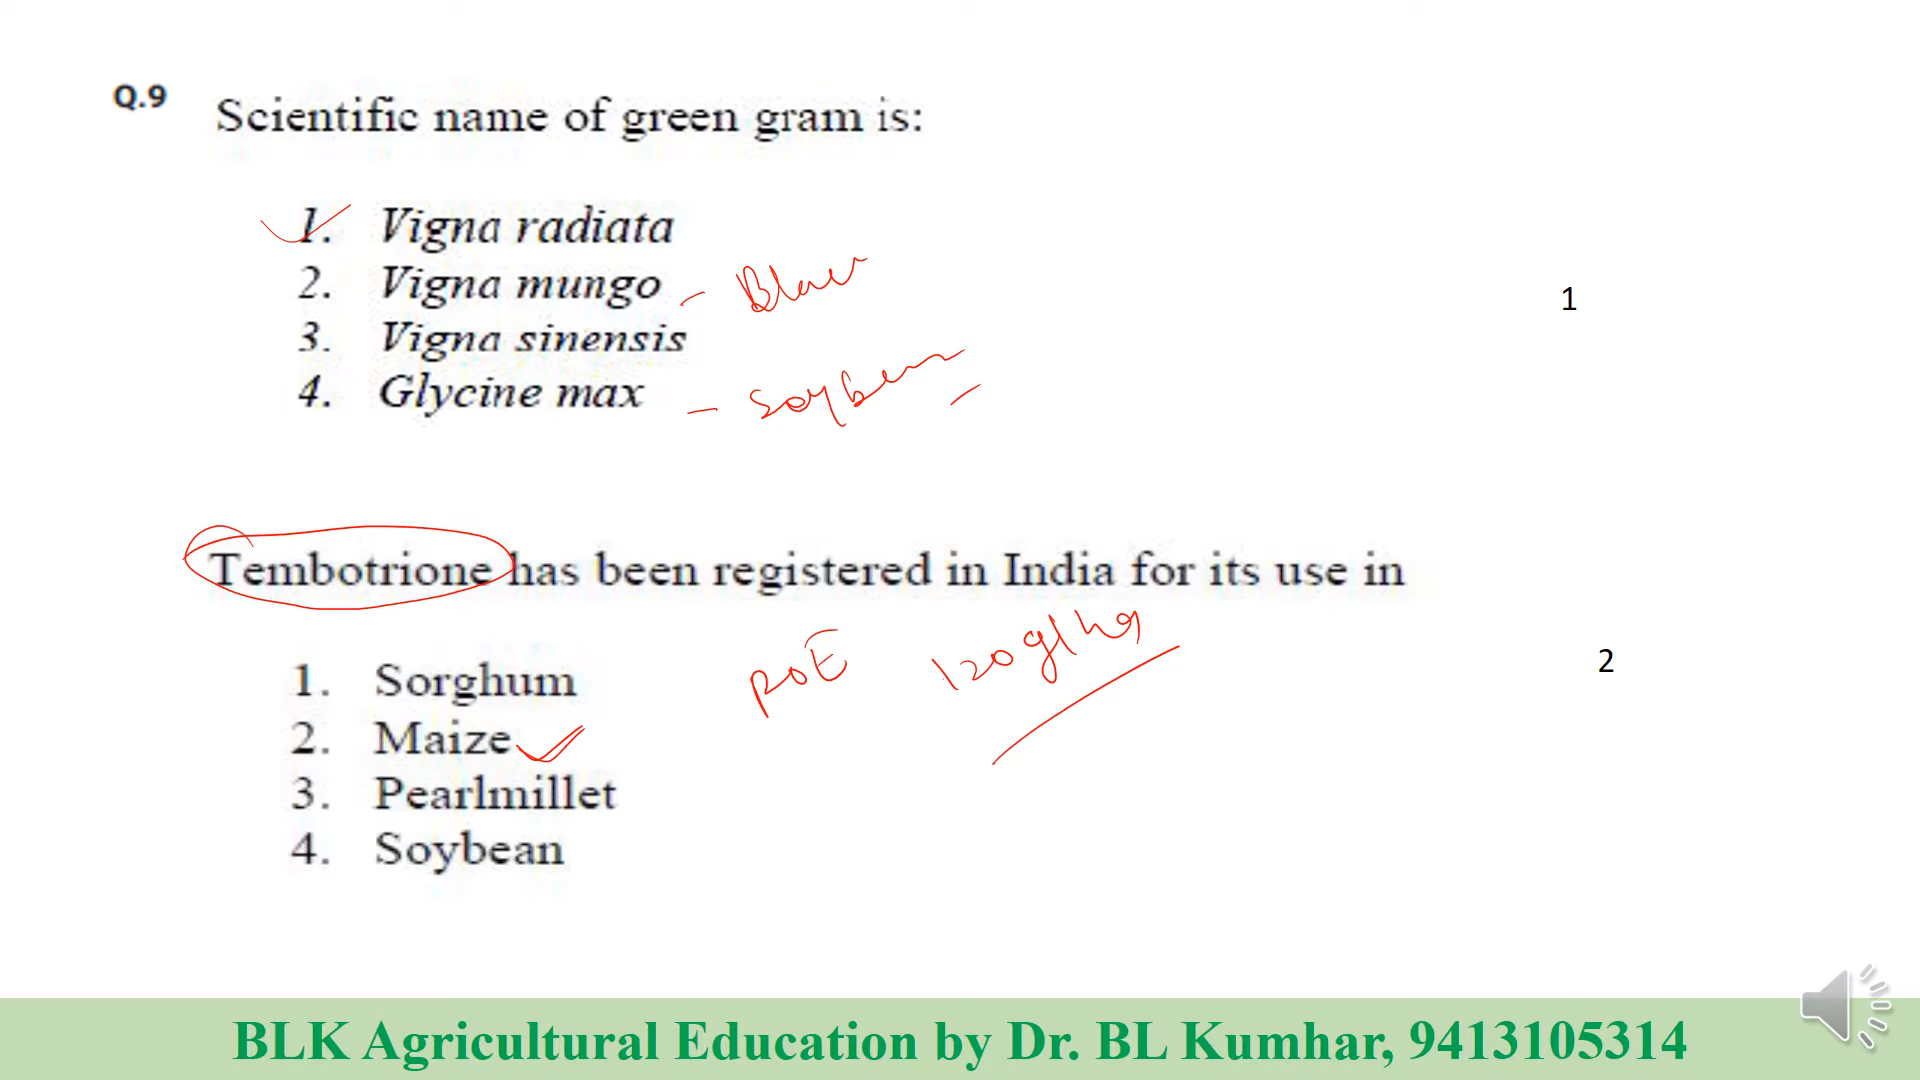 Q.9 Scientific name of green gram is:
1. Vigna radiata
2. Vigna mungo -
3. Vigna sinensis
4. Glycine max - Soybean
1
Tembotrione has been registered in India for its use in
PoE 120 g/ha
1. Sorghum
2. Maize
3. Pearlmillet
4. Soybean
2
BLK Agricultural Education by Dr. BL Kumhar, 9413105314